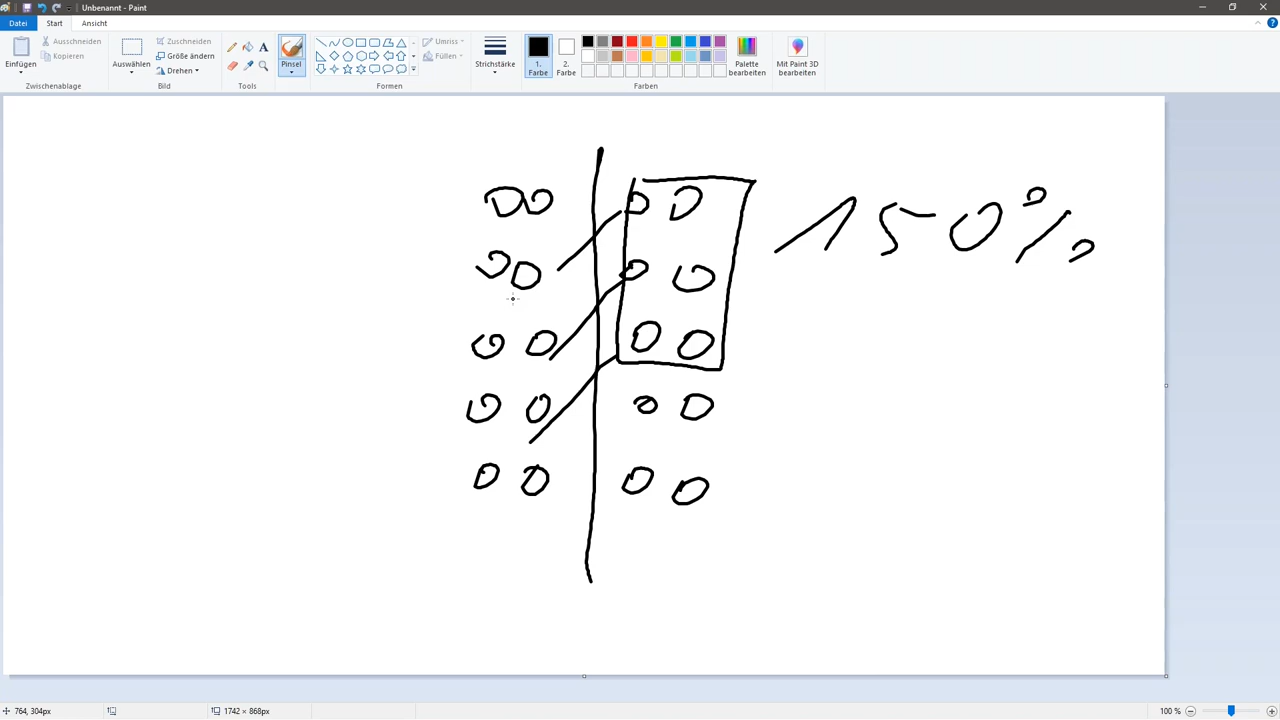 Unbenannt - Paint
Datei Start Ansicht
Einfügen
Ausschneiden
Kopieren
Zwischenablage
Auswählen
Zuschneiden
Größe ändern
Drehen
Bild
A
Tools
Pinsel
Formen
Umriss
Füllen
Strichstärke
1.
Farbe
2.
Farbe
Palette
bearbeiten
Farben
Mit Paint 3D
bearbeiten
150%
764, 304px
1742 × 868px
100 %